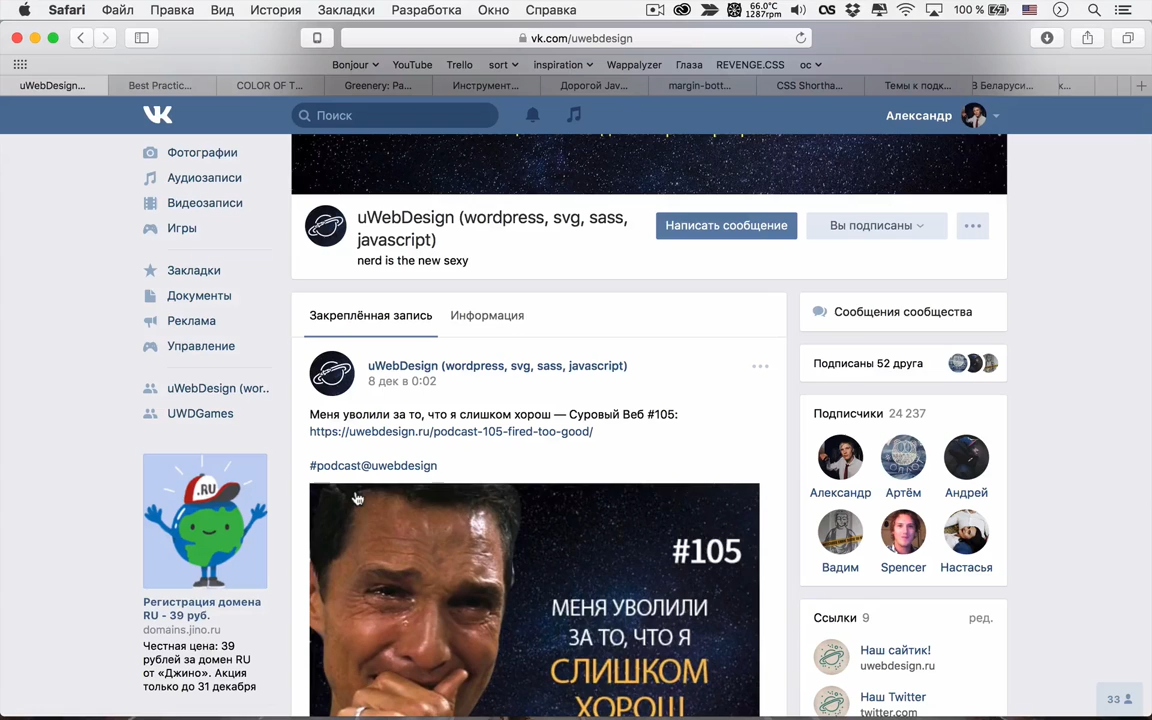 Safari Файл Правка Вид История Закладки Разработка Окно Справка 66.0°C 1287rpm 100 %
vk.com/uwebdesign
Bonjour YouTube Trello sort inspiration Wappalyzer Глаза REVENGE.CSS ос
uWebDesign... Best Practic... COLOR OF T... Greenery: Pa... Инструмент... Дорогой Jav... margin-bott... CSS Shortha... Темы к подк... В Беларуси... к...
Поиск
Александр
Фотографии
Аудиозаписи
Видеозаписи
Игры
Закладки
Документы
Реклама
Управление
uWebDesign (wor..
UWDGames
.RU
Регистрация домена
RU - 39 руб.
domains.jino.ru
Честная цена: 39
рублей за домен RU
от «Джино». Акция
только до 31 декабря
uWebDesign (wordpress, svg, sass,
javascript)
nerd is the new sexy
Написать сообщение
Вы подписаны
Закреплённая запись Информация
uWebDesign (wordpress, svg, sass, javascript)
8 дек в 0:02
Меня уволили за то, что я слишком хорош — Суровый Веб #105:
https://uwebdesign.ru/podcast-105-fired-too-good/
#podcast@uwebdesign
#105
МЕНЯ УВОЛИЛИ
ЗА ТО, ЧТО Я
СЛИШКОМ
ХОРОШ
Сообщения сообщества
Подписаны 52 друга
Подписчики 24 237
Александр Артём Андрей
Вадим Spencer Настасья
Ссылки 9 ред.
Наш сайтик!
uwebdesign.ru
Наш Twitter
twitter.com
33